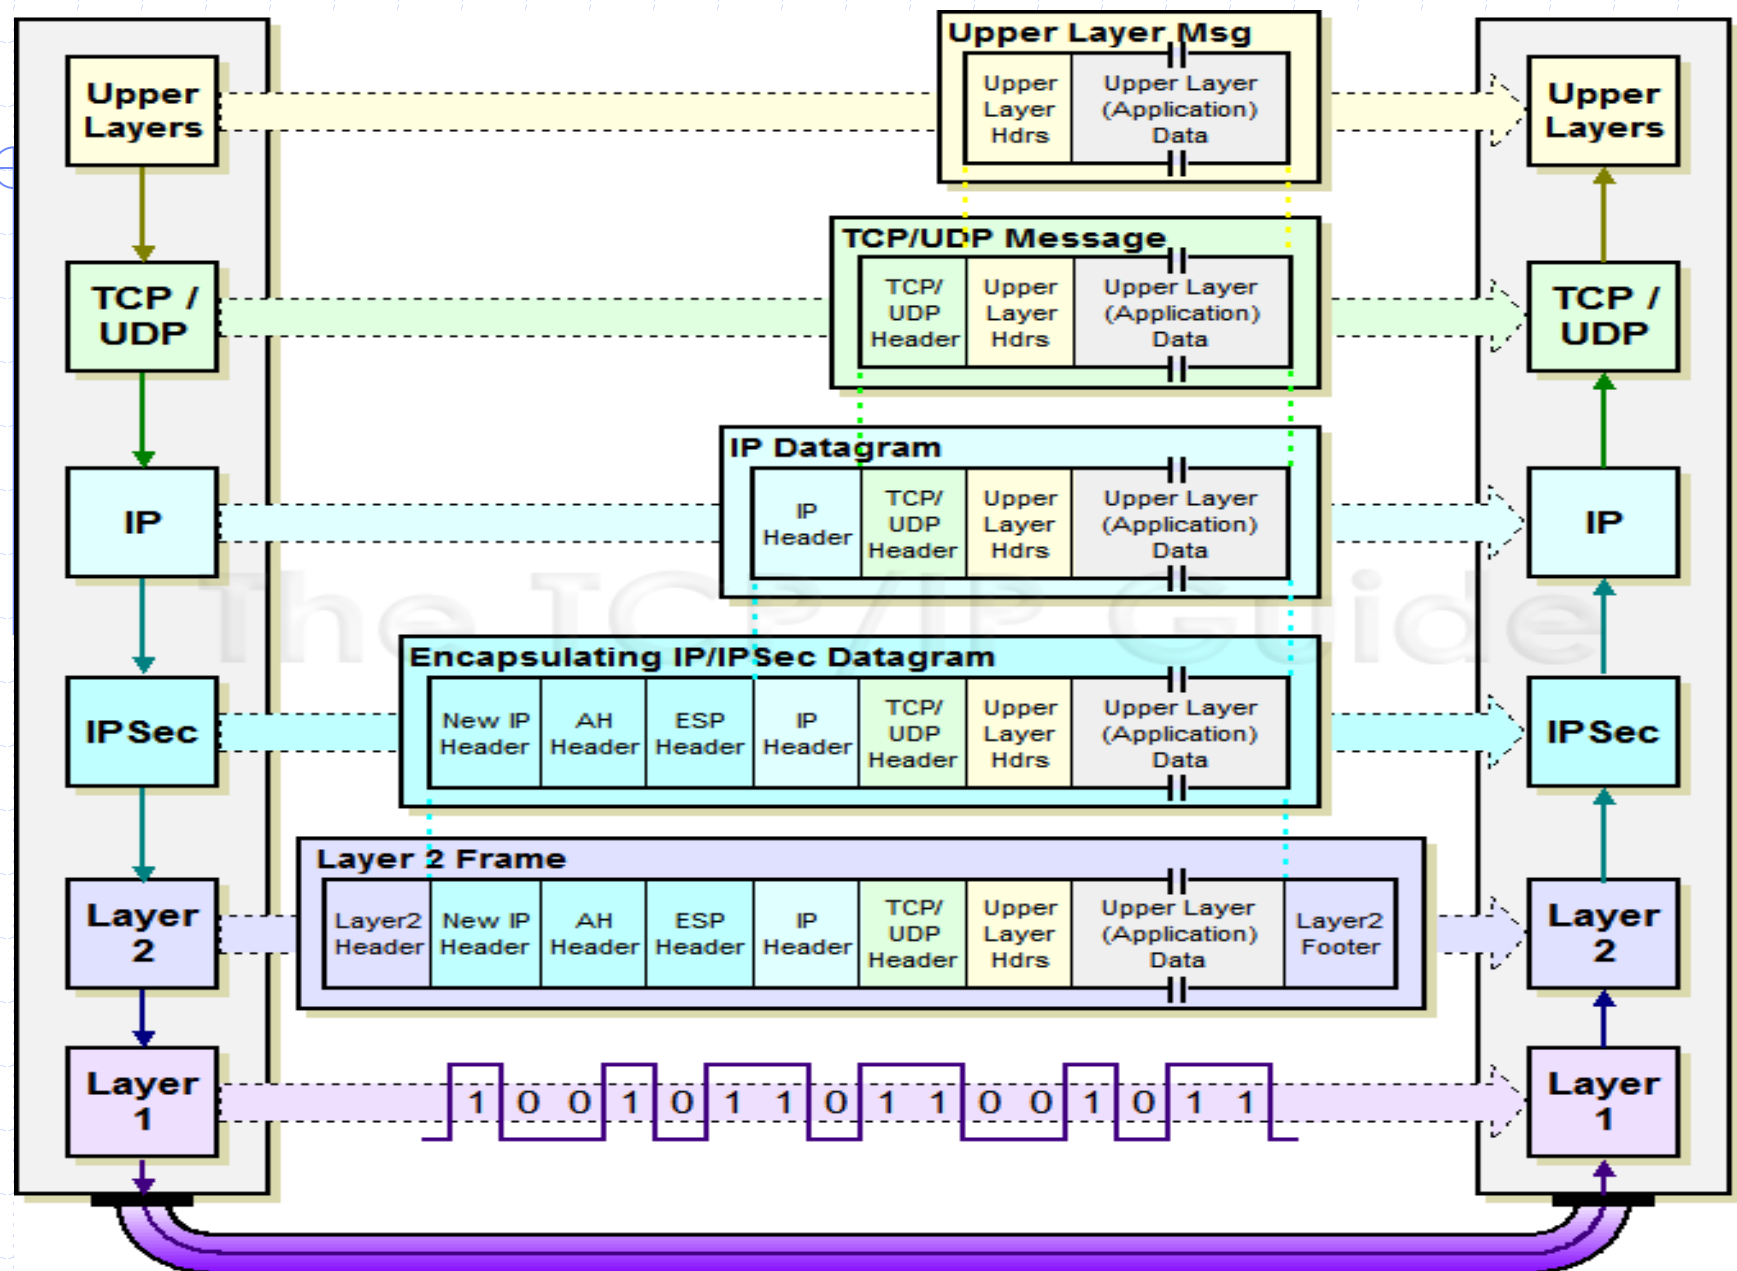 Upper Layer Msg
Upper
Layers
Upper
Layer
Hdrs
Upper Layer
(Application)
Data
Upper
Layers
TCP/UDP Message
TCP /
UDP
TCP/
UDP
Header
Upper
Layer
Hdrs
Upper Layer
(Application)
Data
TCP /
UDP
IP Datagram
IP
IP
Header
TCP/
UDP
Header
Upper
Layer
Hdrs
Upper Layer
(Application)
Data
IP
The TCP/IP Guide
Encapsulating IP/IPSec Datagram
IPSec
New IP
Header
AH
Header
ESP
Header
IP
Header
TCP/
UDP
Header
Upper
Layer
Hdrs
Upper Layer
(Application)
Data
IPSec
Layer 2 Frame
Layer
2
Layer2
Header
New IP
Header
AH
Header
ESP
Header
IP
Header
TCP/
UDP
Header
Upper
Layer
Hdrs
Upper Layer
(Application)
Data
Layer2
Footer
Layer
2
Layer
1
1 0 0 1 0 1 1 0 1 1 0 0 1 0 1 1
Layer
1